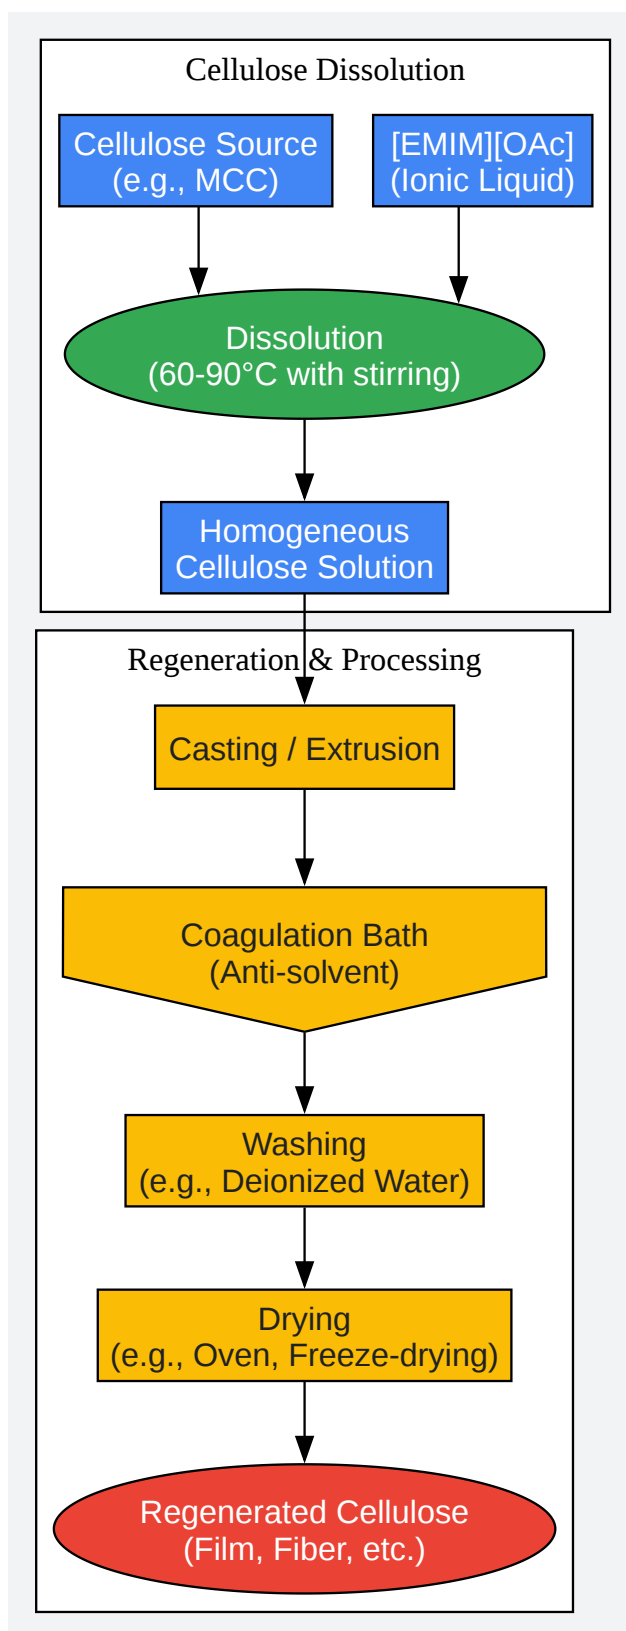 Cellulose Dissolution
Cellulose Source
(e.g., MCC)
[EMIM][OAc]
(Ionic Liquid)
Dissolution
(60-90°C with stirring)
Homogeneous
Cellulose Solution
Regeneration & Processing
Casting / Extrusion
Coagulation Bath
(Anti-solvent)
Washing
(e.g., Deionized Water)
Drying
(e.g., Oven, Freeze-drying)
Regenerated Cellulose
(Film, Fiber, etc.)